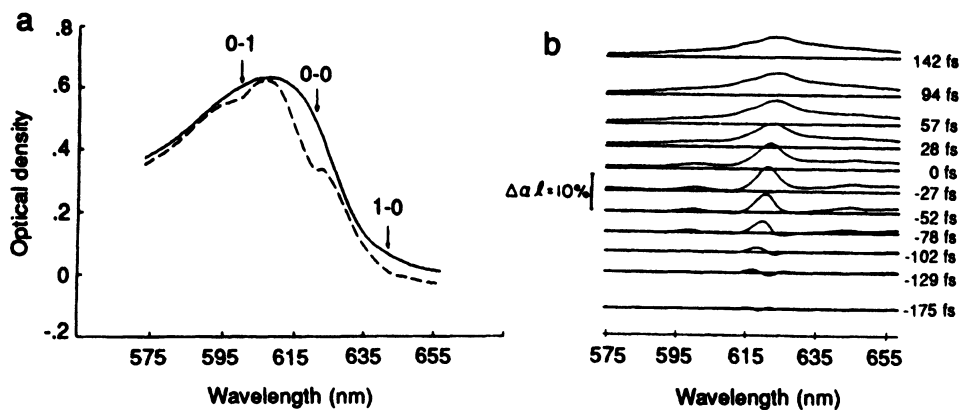 a
.8
.6
.4
.2
0
-.2
Optical density
0-1
0-0
1-0
575 595 615 635 655
Wavelength (nm)
b
142 fs
94 fs
57 fs
28 fs
0 fs
-27 fs
-52 fs
-78 fs
-102 fs
-129 fs
-175 fs
Δαℓ=10%
575 595 615 635 655
Wavelength (nm)